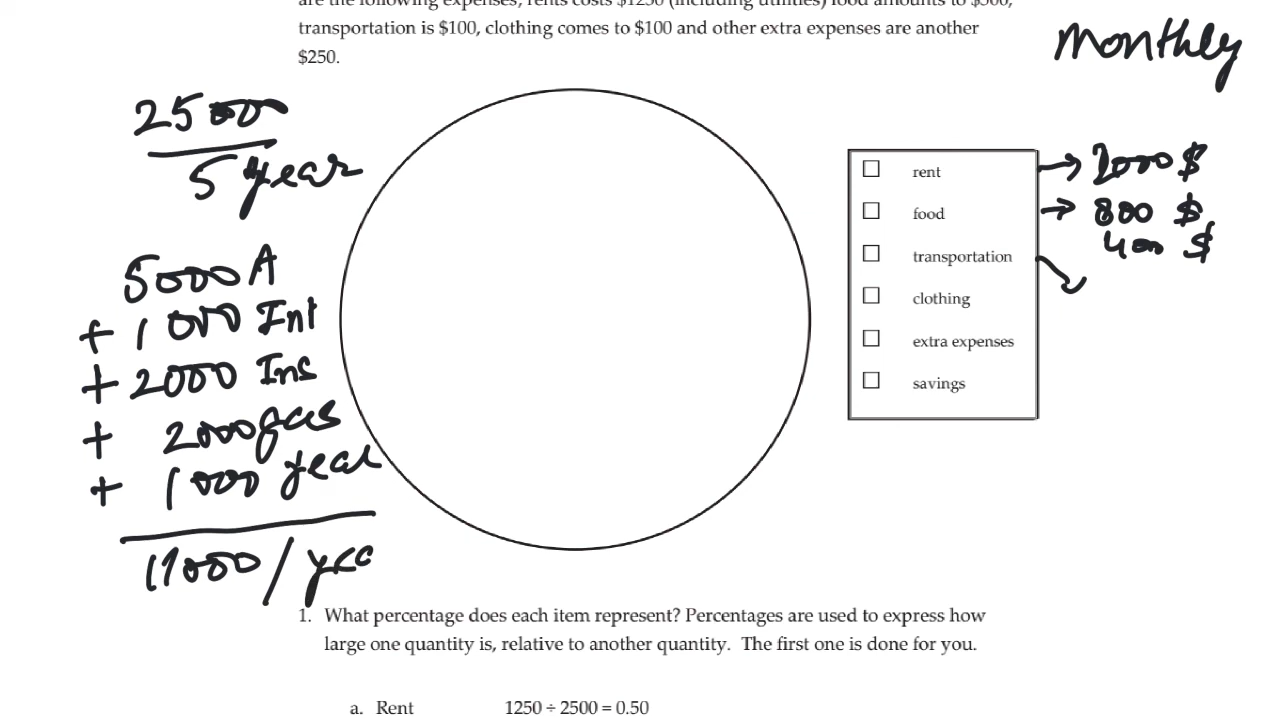 are the following expenses, rents costs $1250 (including utilities) food amounts to $500,
transportation is $100, clothing comes to $100 and other extra expenses are another
$250.
monthly
25000
5 year
5000 A
+ 1000 Int
+ 2000 Ins
+ 2000 gas
+ 1000 year
11000 / yea
rent → 2000 $
food → 800 $
400 $
transportation
clothing
extra expenses
savings
1. What percentage does each item represent? Percentages are used to express how
large one quantity is, relative to another quantity. The first one is done for you.
a. Rent 1250 ÷ 2500 = 0.50